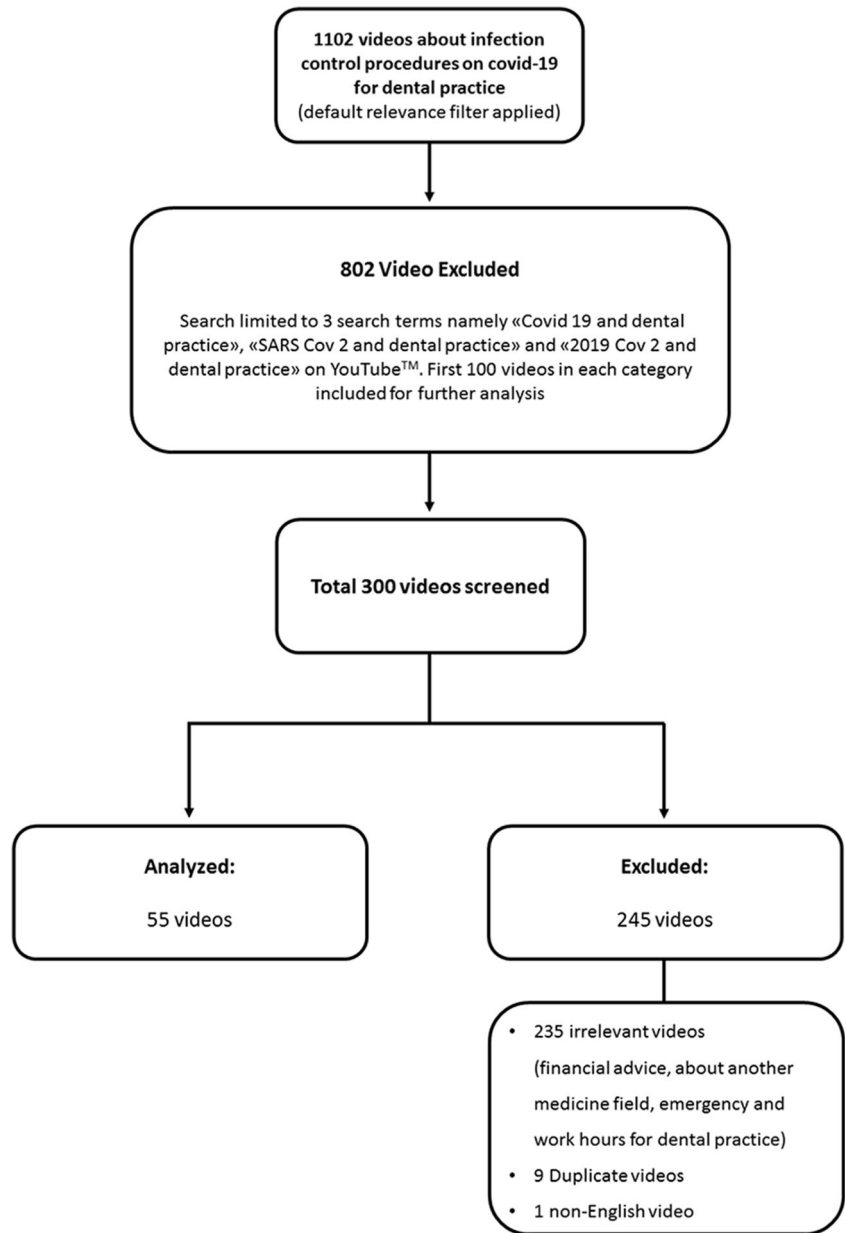 1102 videos about infection
control procedures on covid-19
for dental practice
(default relevance filter applied)
802 Video Excluded
Search limited to 3 search terms namely «Covid 19 and dental
practice», «SARS Cov 2 and dental practice» and «2019 Cov 2 and
dental practice» on YouTube™. First 100 videos in each category
included for further analysis
Total 300 videos screened
Analyzed:
55 videos
Excluded:
245 videos
• 235 irrelevant videos
(financial advice, about another
medicine field, emergency and
work hours for dental practice)
• 9 Duplicate videos
• 1 non-English video